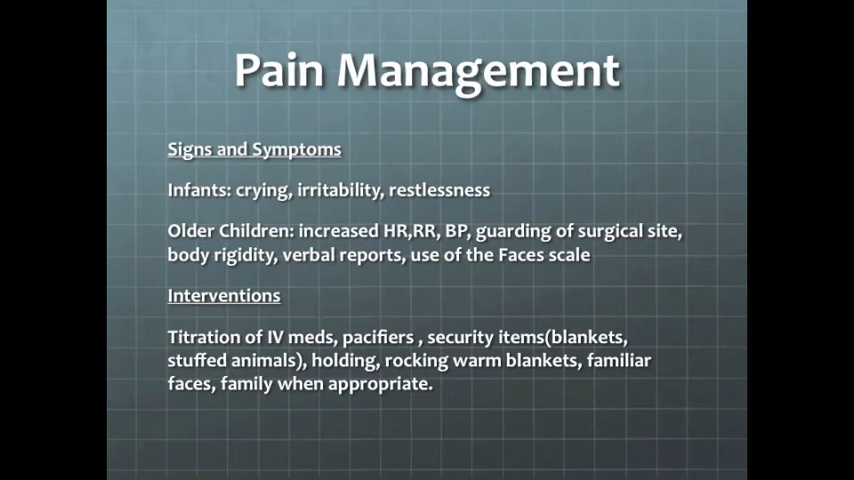 Pain Management
Signs and Symptoms
Infants: crying, irritability, restlessness
Older Children: increased HR,RR, BP, guarding of surgical site,
body rigidity, verbal reports, use of the Faces scale
Interventions
Titration of IV meds, pacifiers , security items(blankets,
stuffed animals), holding, rocking warm blankets, familiar
faces, family when appropriate.